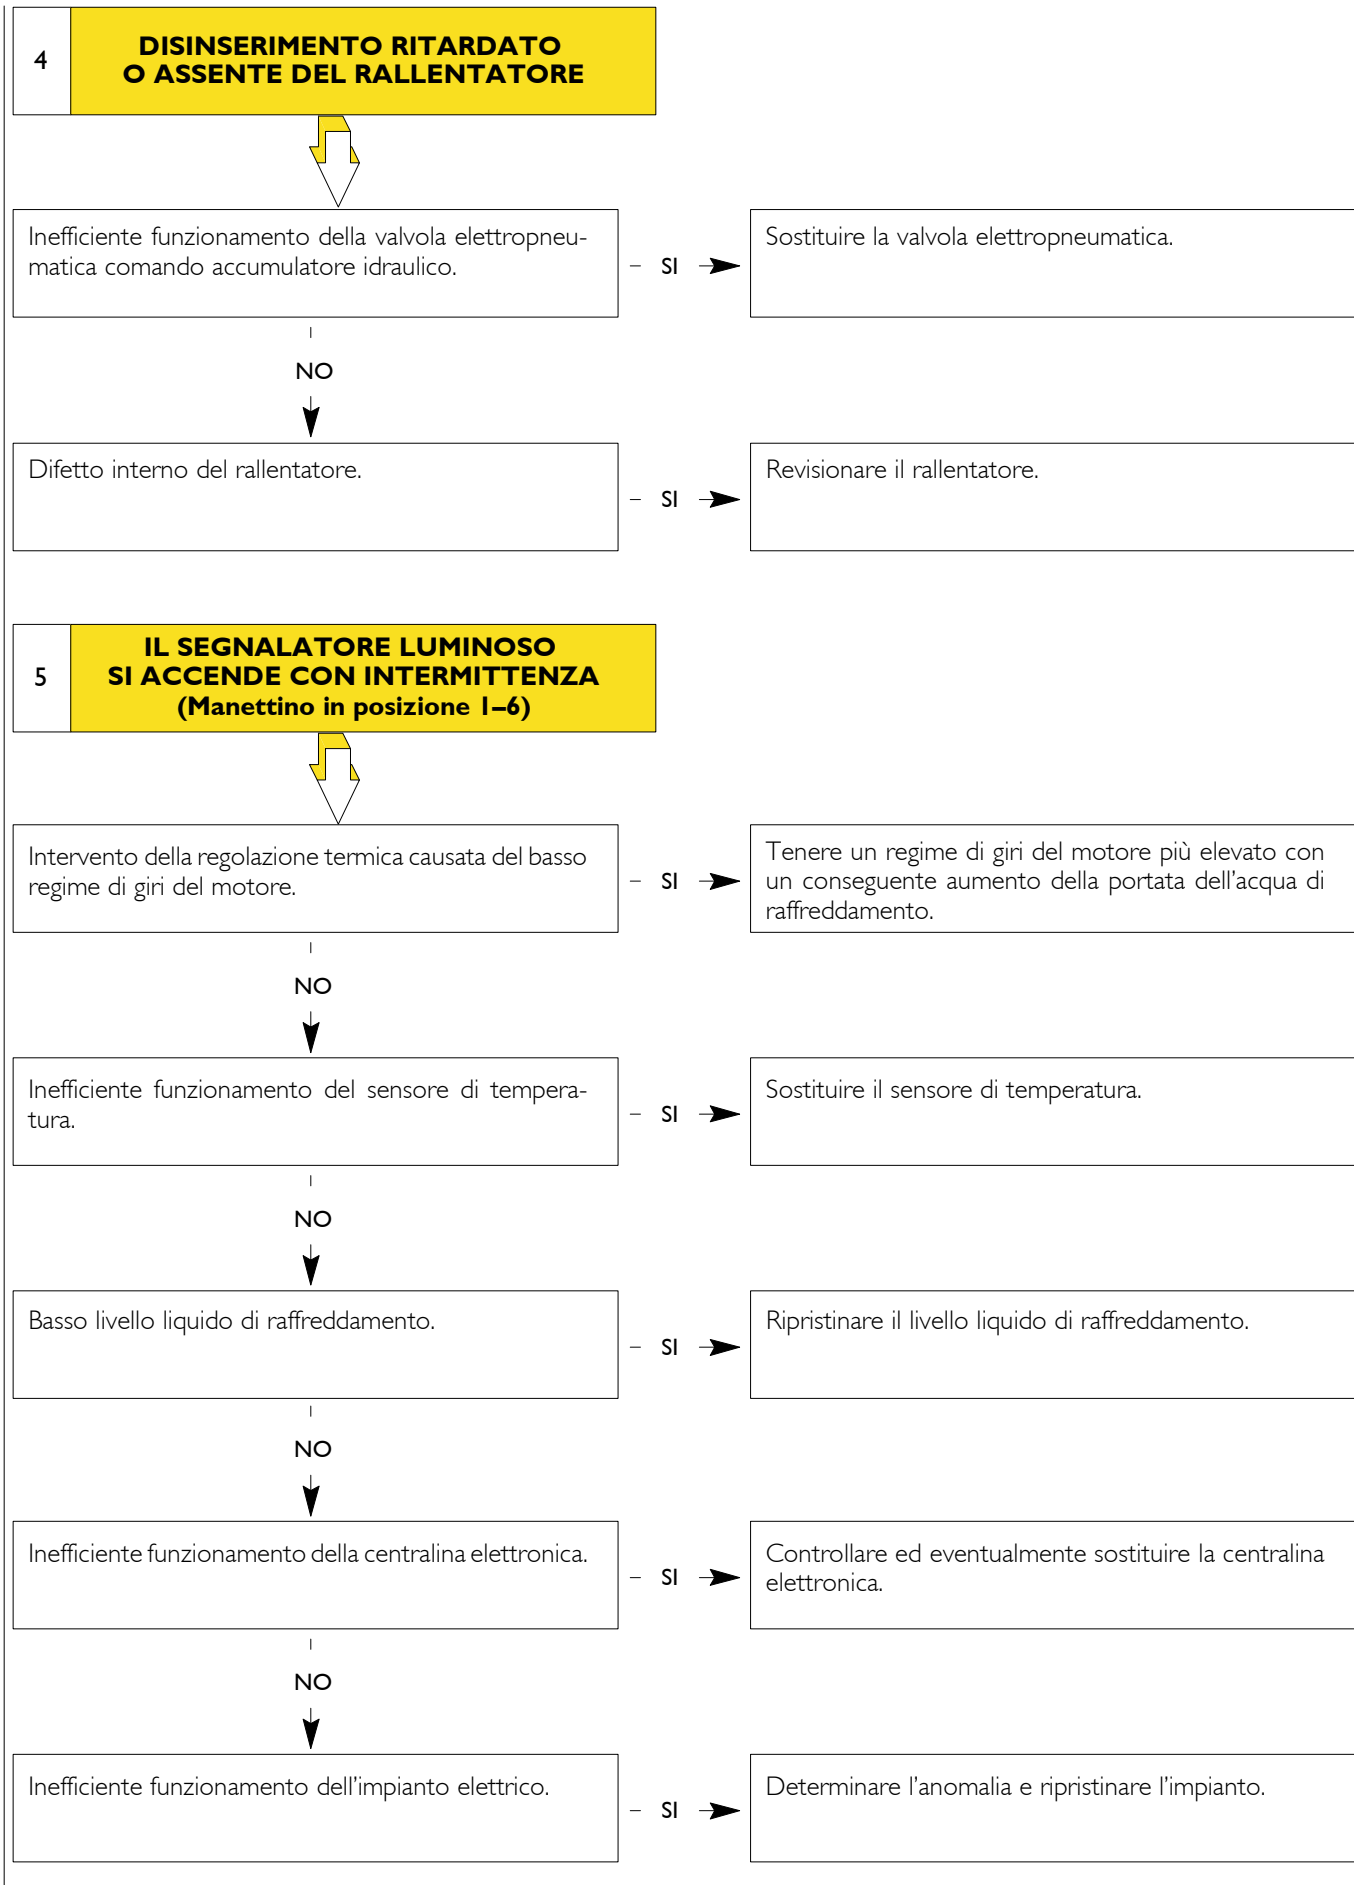 4
DISINSERIMENTO RITARDATO
O ASSENTE DEL RALLENTATORE
Inefficiente funzionamento della valvola elettropneu-
matica comando accumulatore idraulico.
SI
Sostituire la valvola elettropneumatica.
NO
Difetto interno del rallentatore.
SI
Revisionare il rallentatore.
5
IL SEGNALATORE LUMINOSO
SI ACCENDE CON INTERMITTENZA
(Manettino in posizione 1–6)
Intervento della regolazione termica causata del basso
regime di giri del motore.
SI
Tenere un regime di giri del motore più elevato con
un conseguente aumento della portata dell'acqua di
raffreddamento.
NO
Inefficiente funzionamento del sensore di tempera-
tura.
SI
Sostituire il sensore di temperatura.
NO
Basso livello liquido di raffreddamento.
SI
Ripristinare il livello liquido di raffreddamento.
NO
Inefficiente funzionamento della centralina elettronica.
SI
Controllare ed eventualmente sostituire la centralina
elettronica.
NO
Inefficiente funzionamento dell'impianto elettrico.
SI
Determinare l'anomalia e ripristinare l'impianto.